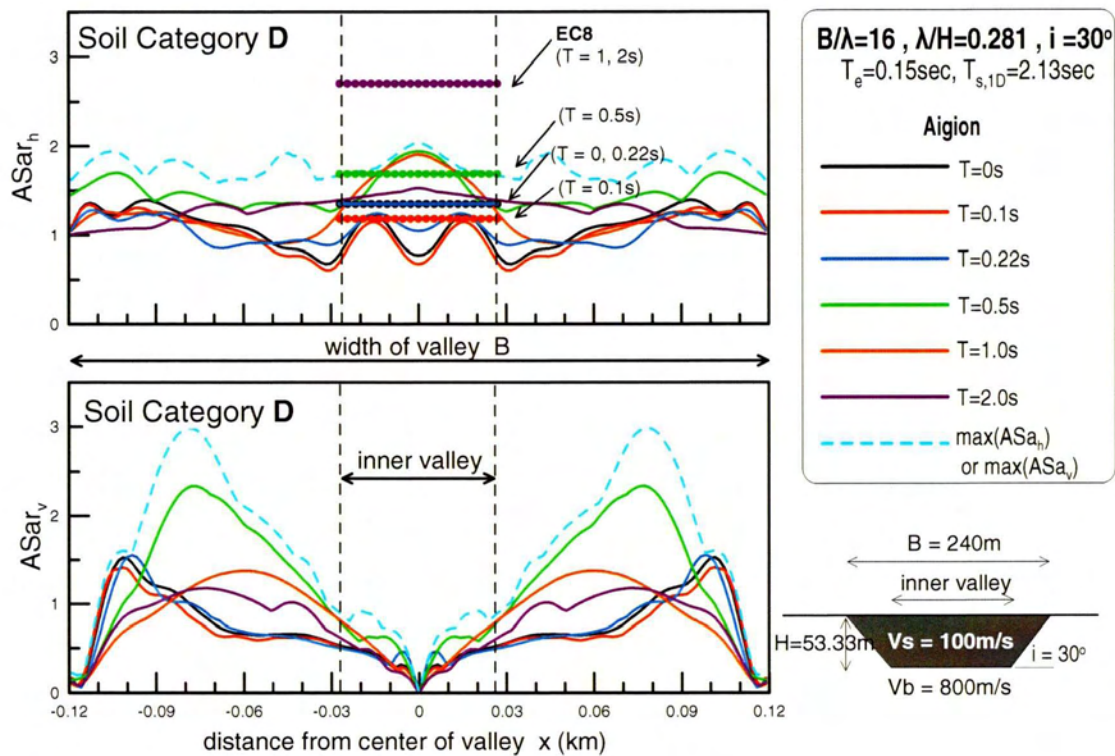 Soil Category D
EC8
(T = 1, 2s)
(T = 0.5s)
(T = 0, 0.22s)
(T = 0.1s)
ASar_h
3
2
1
0
width of valley B
Soil Category D
inner valley
ASar_v
3
2
1
0
-0.12 -0.09 -0.06 -0.03 0 0.03 0.06 0.09 0.12
distance from center of valley x (km)
B/λ=16 , λ/H=0.281 , i =30°
T_e=0.15sec, T_s,1D=2.13sec
Aigion
T=0s
T=0.1s
T=0.22s
T=0.5s
T=1.0s
T=2.0s
max(ASa_h)
or max(ASa_v)
B = 240m
inner valley
H=53.33m
Vs = 100m/s
i = 30°
Vb = 800m/s